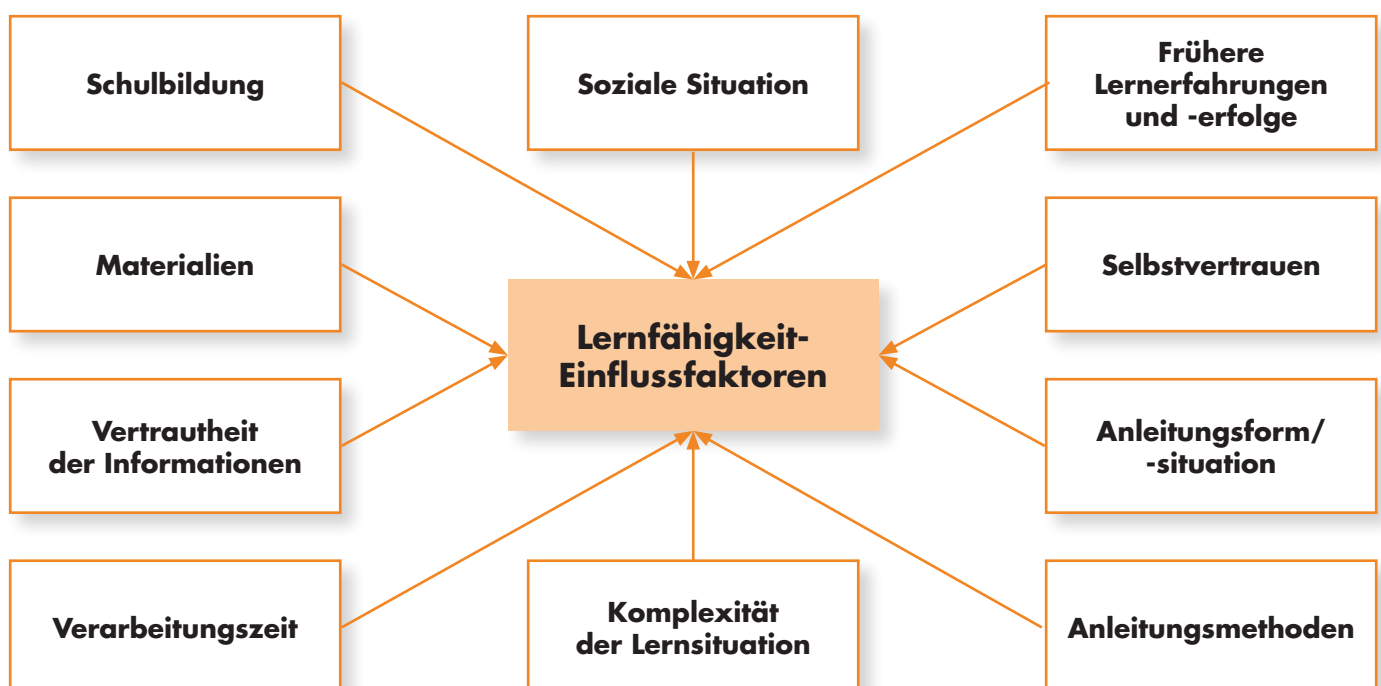 Schulbildung
Soziale Situation
Frühere
Lernerfahrungen
und -erfolge
Materialien
Selbstvertrauen
Lernfähigkeit-
Einflussfaktoren
Vertrautheit
der Informationen
Anleitungsform/
-situation
Verarbeitungszeit
Komplexität
der Lernsituation
Anleitungsmethoden